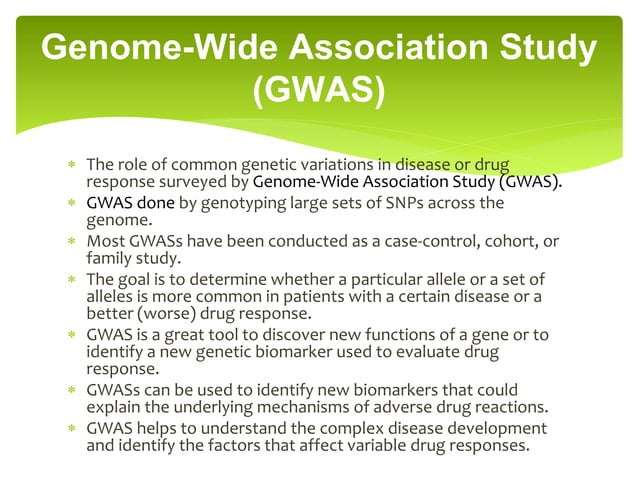 Genome-Wide Association Study
(GWAS)
The role of common genetic variations in disease or drug
response surveyed by Genome-Wide Association Study (GWAS).
GWAS done by genotyping large sets of SNPs across the
genome.
Most GWASs have been conducted as a case-control, cohort, or
family study.
The goal is to determine whether a particular allele or a set of
alleles is more common in patients with a certain disease or a
better (worse) drug response.
GWAS is a great tool to discover new functions of a gene or to
identify a new genetic biomarker used to evaluate drug
response.
GWASs can be used to identify new biomarkers that could
explain the underlying mechanisms of adverse drug reactions.
GWAS helps to understand the complex disease development
and identify the factors that affect variable drug responses.